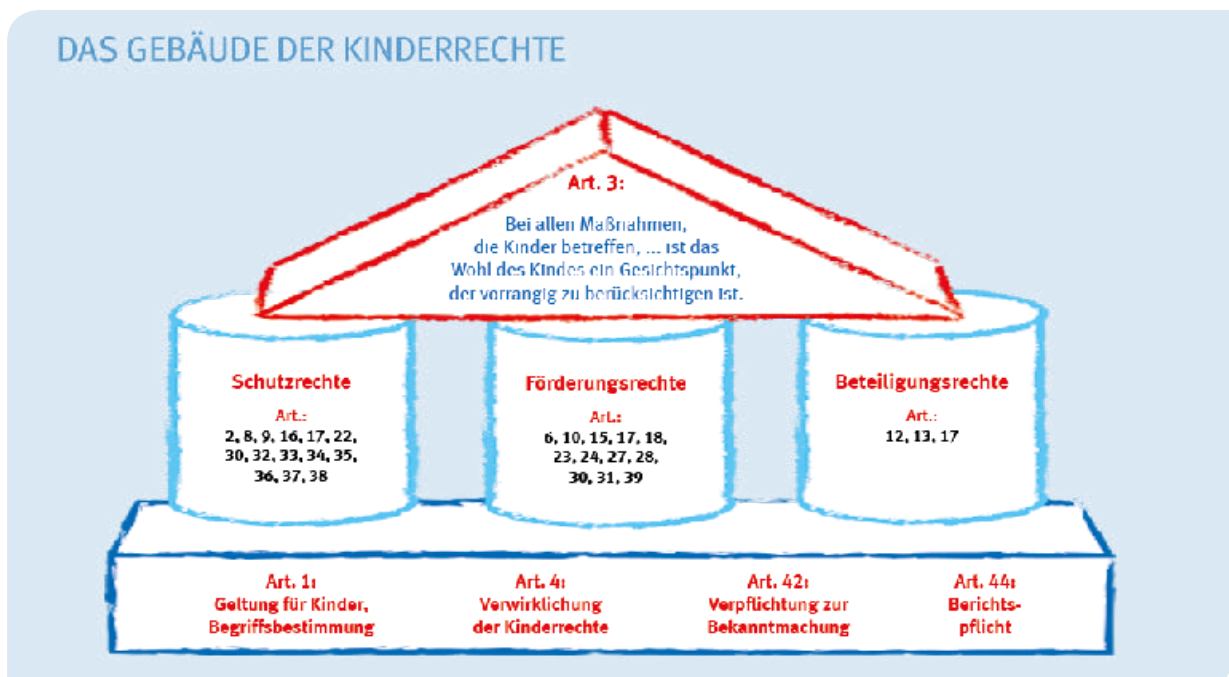 DAS GEBÄUDE DER KINDERRECHTE
Art. 3:
Bei allen Maßnahmen,
die Kinder betreffen, ... ist das
Wohl des Kindes ein Gesichtspunkt,
der vorrangig zu berücksichtigen ist.
Schutzrechte
Art.:
2, 8, 9, 16, 17, 22,
30, 32, 33, 34, 35,
36, 37, 38
Förderungsrechte
Art.:
6, 10, 15, 17, 18,
23, 24, 27, 28,
30, 31, 39
Beteiligungsrechte
Art.:
12, 13, 17
Art. 1:
Geltung für Kinder,
Begriffsbestimmung
Art. 4:
Verwirklichung
der Kinderrechte
Art. 42:
Verpflichtung zur
Bekanntmachung
Art. 44:
Berichts-
pflicht